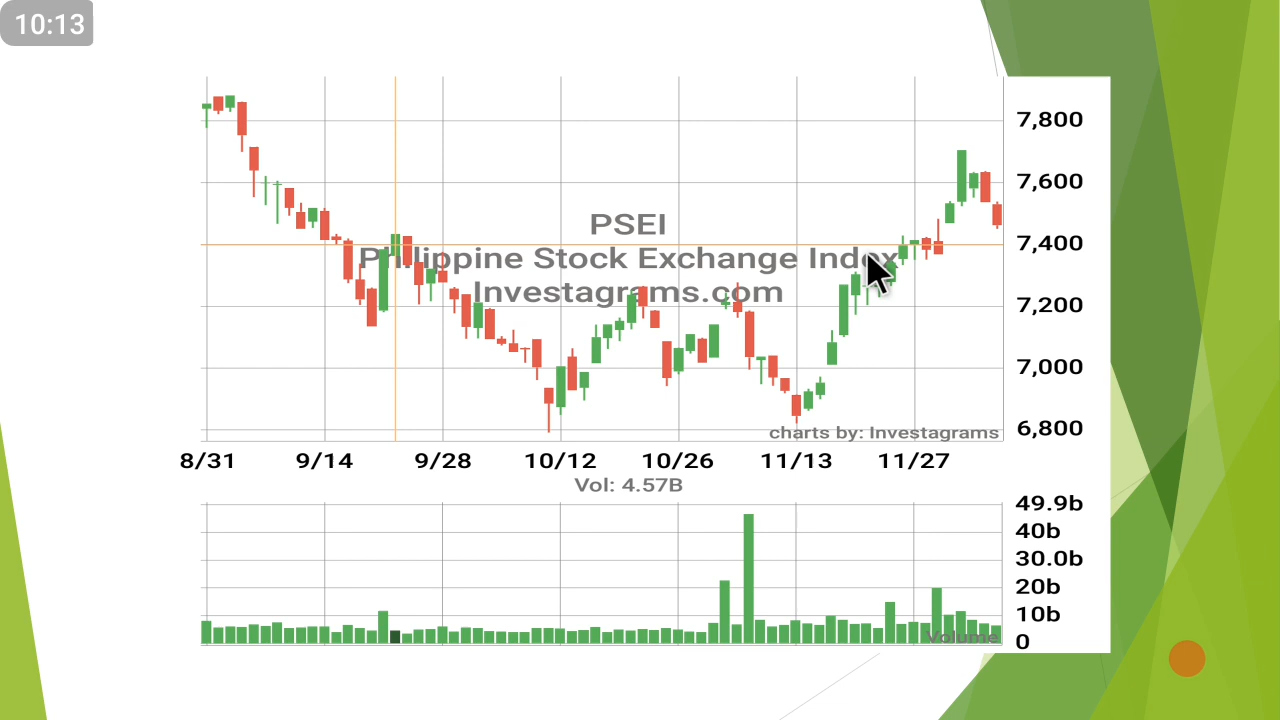 10:13
PSEI
Philippine Stock Exchange Index
Investagrams.com
7,800
7,600
7,400
7,200
7,000
6,800
charts by: Investagrams
8/31 9/14 9/28 10/12 10/26 11/13 11/27
Vol: 4.57B
49.9b
40b
30.0b
20b
10b
0
Volume